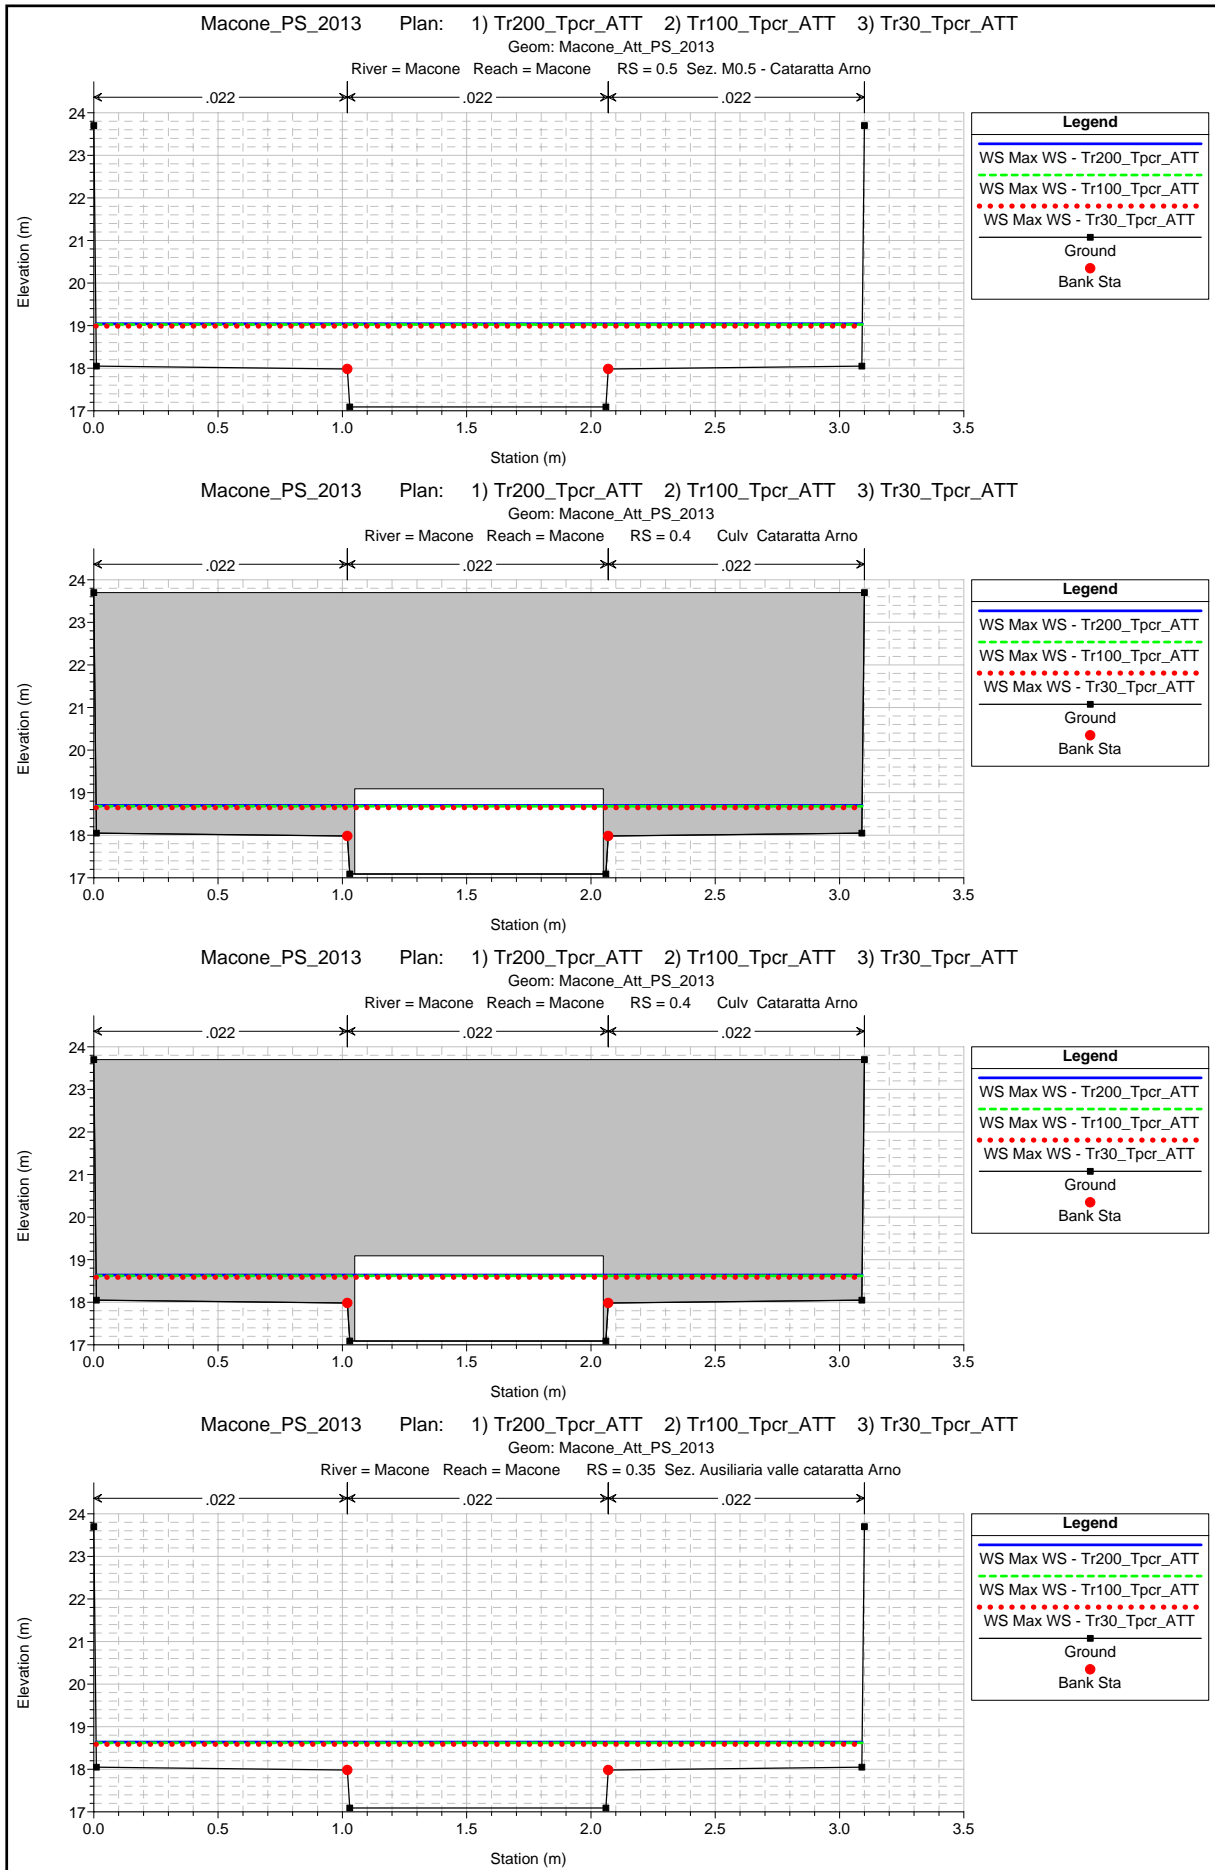 Macone_PS_2013 Plan: 1) Tr200_Tpcr_ATT 2) Tr100_Tpcr_ATT 3) Tr30_Tpcr_ATT
Geom: Macone_Att_PS_2013
River = Macone Reach = Macone RS = 0.5 Sez. M0.5 - Cataratta Arno
.022 .022 .022
24
23
22
21
20
19
18
17
Elevation (m)
0.0 0.5 1.0 1.5 2.0 2.5 3.0 3.5
Station (m)
Legend
WS Max WS - Tr200_Tpcr_ATT
WS Max WS - Tr100_Tpcr_ATT
WS Max WS - Tr30_Tpcr_ATT
Ground
Bank Sta
Macone_PS_2013 Plan: 1) Tr200_Tpcr_ATT 2) Tr100_Tpcr_ATT 3) Tr30_Tpcr_ATT
Geom: Macone_Att_PS_2013
River = Macone Reach = Macone RS = 0.4 Culv Cataratta Arno
.022 .022 .022
24
23
22
21
20
19
18
17
Elevation (m)
0.0 0.5 1.0 1.5 2.0 2.5 3.0 3.5
Station (m)
Legend
WS Max WS - Tr200_Tpcr_ATT
WS Max WS - Tr100_Tpcr_ATT
WS Max WS - Tr30_Tpcr_ATT
Ground
Bank Sta
Macone_PS_2013 Plan: 1) Tr200_Tpcr_ATT 2) Tr100_Tpcr_ATT 3) Tr30_Tpcr_ATT
Geom: Macone_Att_PS_2013
River = Macone Reach = Macone RS = 0.4 Culv Cataratta Arno
.022 .022 .022
24
23
22
21
20
19
18
17
Elevation (m)
0.0 0.5 1.0 1.5 2.0 2.5 3.0 3.5
Station (m)
Legend
WS Max WS - Tr200_Tpcr_ATT
WS Max WS - Tr100_Tpcr_ATT
WS Max WS - Tr30_Tpcr_ATT
Ground
Bank Sta
Macone_PS_2013 Plan: 1) Tr200_Tpcr_ATT 2) Tr100_Tpcr_ATT 3) Tr30_Tpcr_ATT
Geom: Macone_Att_PS_2013
River = Macone Reach = Macone RS = 0.35 Sez. Ausiliaria valle cataratta Arno
.022 .022 .022
24
23
22
21
20
19
18
17
Elevation (m)
0.0 0.5 1.0 1.5 2.0 2.5 3.0 3.5
Station (m)
Legend
WS Max WS - Tr200_Tpcr_ATT
WS Max WS - Tr100_Tpcr_ATT
WS Max WS - Tr30_Tpcr_ATT
Ground
Bank Sta